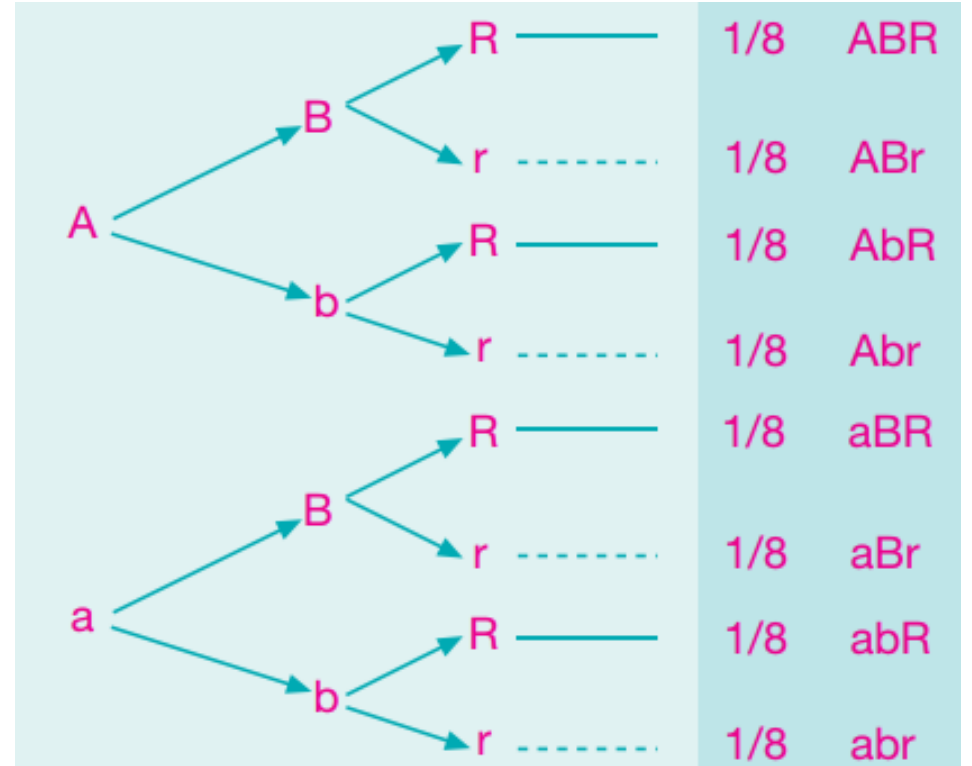 R 1/8 ABR
B
r 1/8 ABr
A
R 1/8 AbR
b
r 1/8 Abr
R 1/8 aBR
B
r 1/8 aBr
a
R 1/8 abR
b
r 1/8 abr